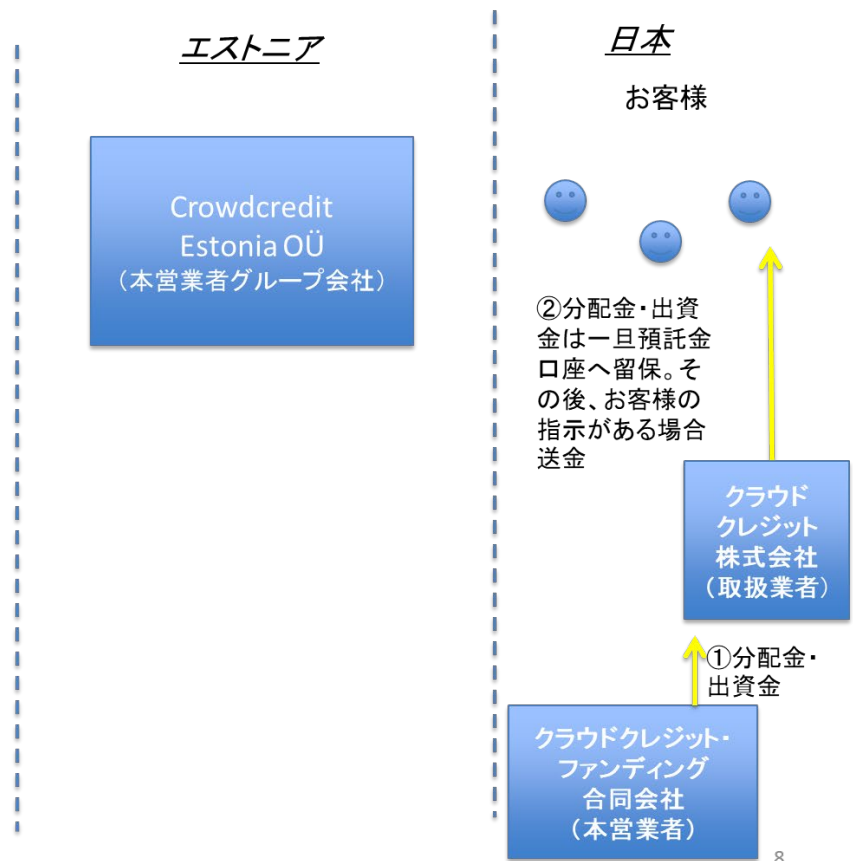 エストニア
日本
お客様
Crowdcredit
Estonia OÜ
（本営業者グループ会社）
②分配金・出資
金は一旦預託金
口座へ留保。そ
の後、お客様の
指示がある場合
送金
クラウド
クレジット
株式会社
（取扱業者）
①分配金・
出資金
クラウドクレジット・
ファンディング
合同会社
（本営業者）
8